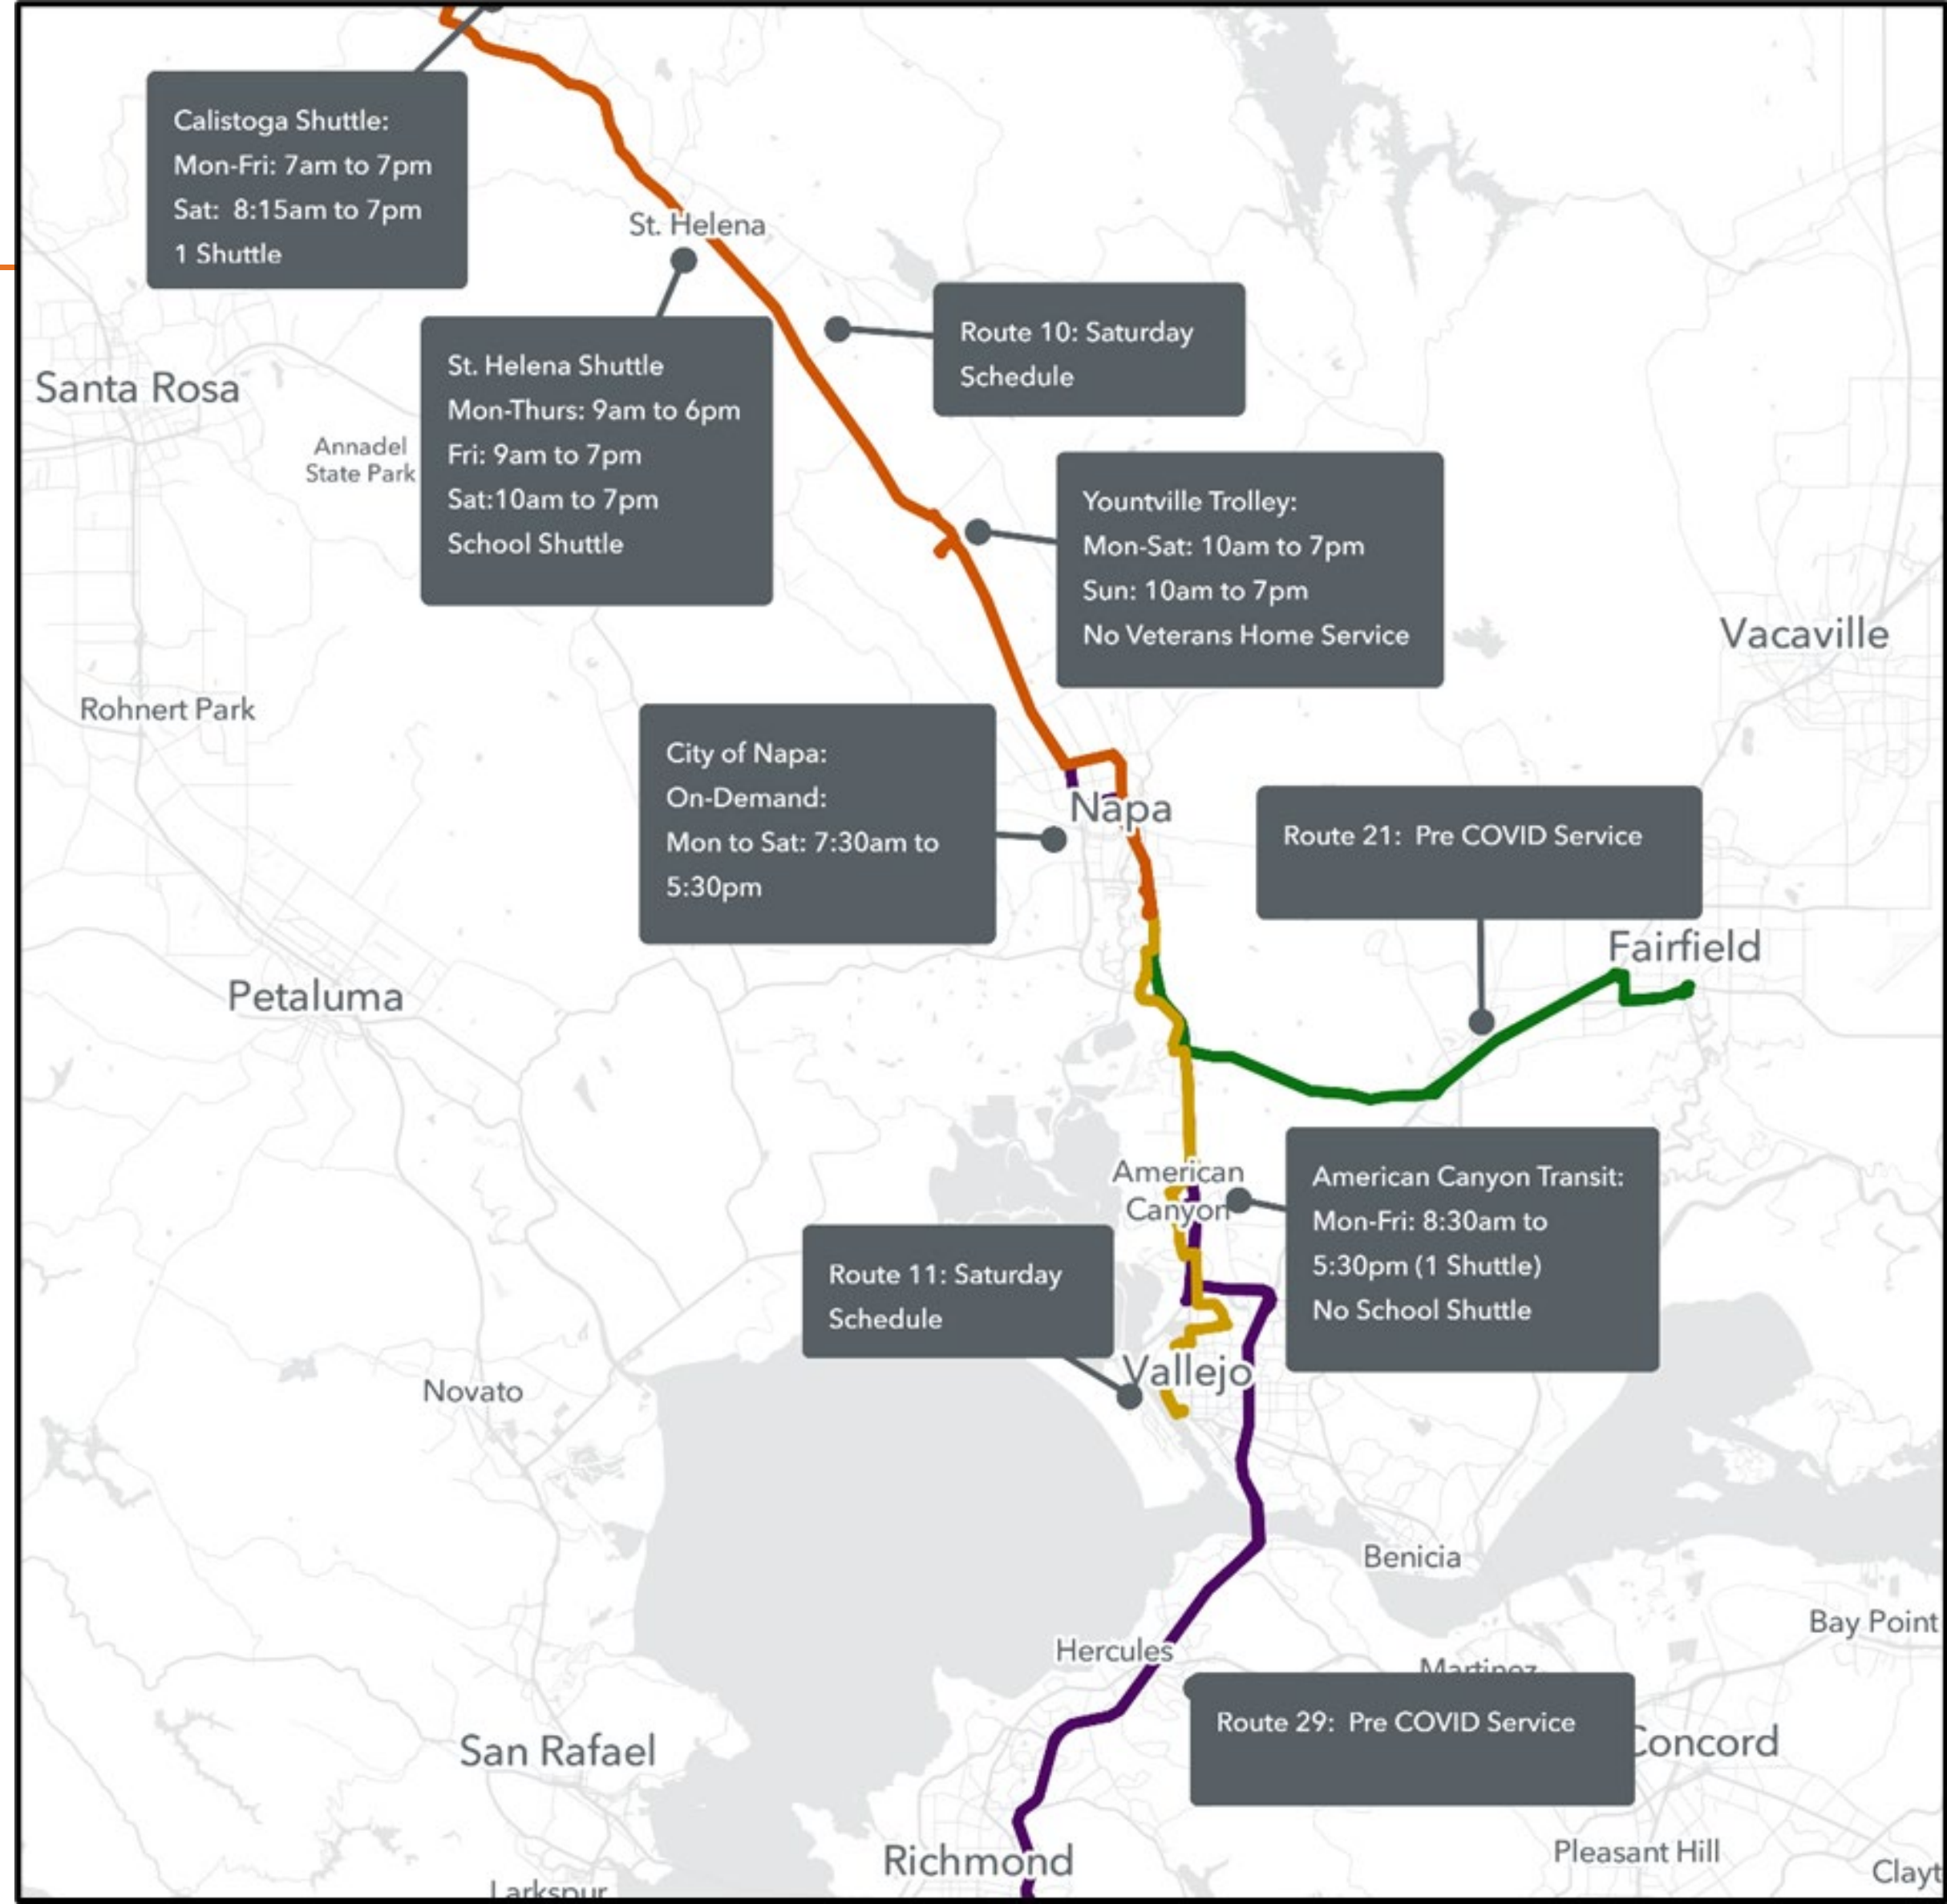 Calistoga Shuttle:
Mon-Fri: 7am to 7pm
Sat:  8:15am to 7pm
1 Shuttle
St. Helena
St. Helena Shuttle
Mon-Thurs: 9am to 6pm
Fri: 9am to 7pm
Sat:10am to 7pm
School Shuttle
Route 10: Saturday
Schedule
Santa Rosa
Annadel
State Park
Yountville Trolley:
Mon-Sat: 10am to 7pm
Sun: 10am to 7pm
No Veterans Home Service
Vacaville
Rohnert Park
City of Napa:
On-Demand:
Mon to Sat: 7:30am to
5:30pm
Napa
Route 21:  Pre COVID Service
Fairfield
Petaluma
American
Canyon
American Canyon Transit:
Mon-Fri: 8:30am to
5:30pm (1 Shuttle)
No School Shuttle
Route 11: Saturday
Schedule
Vallejo
Novato
Benicia
Bay Point
Hercules
Martinez
Route 29:  Pre COVID Service
Concord
San Rafael
Richmond
Pleasant Hill
Clayt
Larkspur